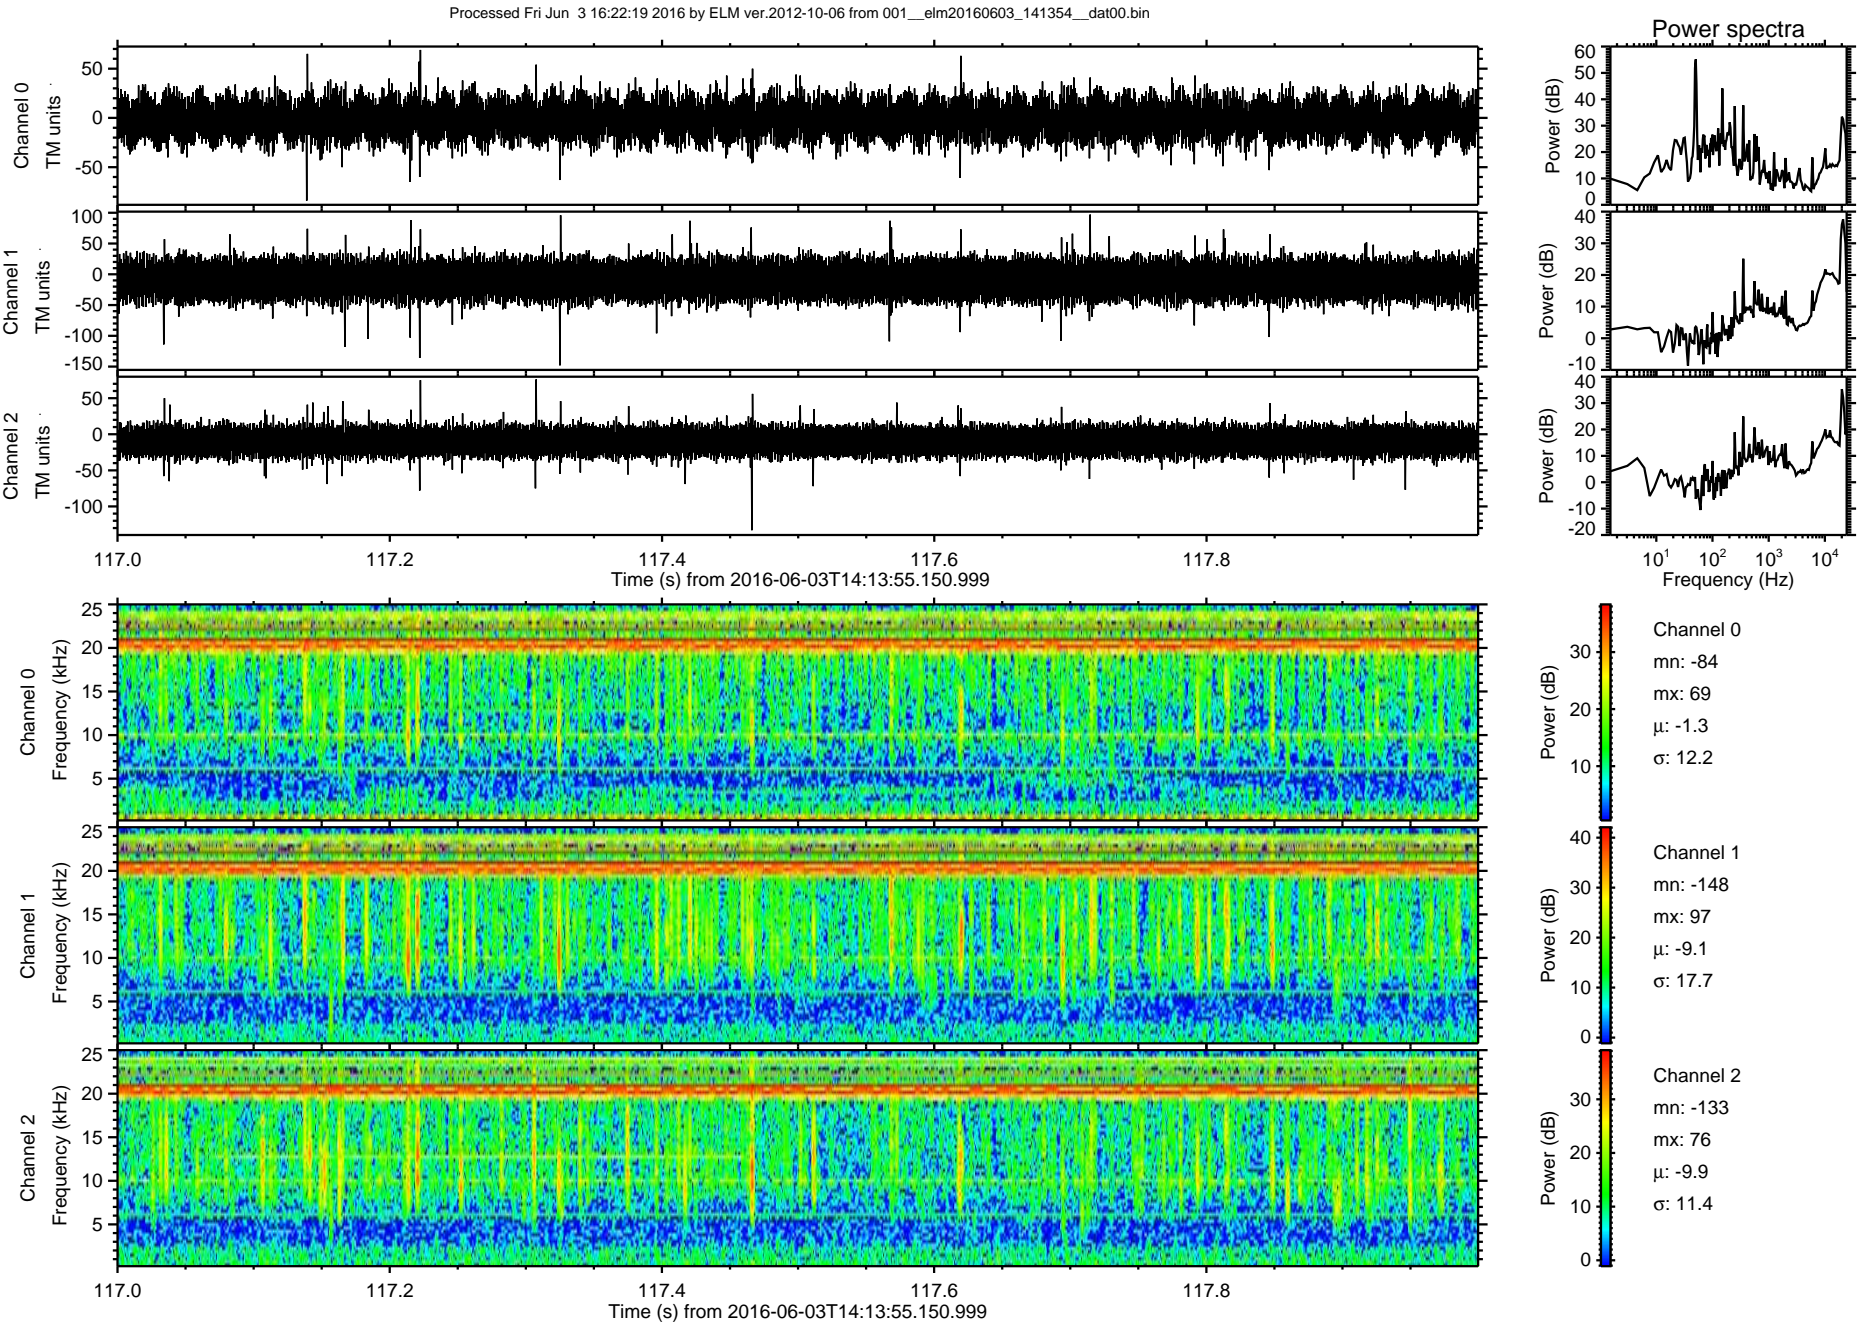 Processed Fri Jun  3 16:22:19 2016 by ELM ver.2012-10-06 from 001__elm20160603_141354__dat00.bin
Power spectra
Channel 0
TM units
50
0
-50
Power (dB)
60
50
40
30
20
10
0
Channel 1
TM units
100
50
0
-50
-100
-150
Power (dB)
40
30
20
10
0
-10
Channel 2
TM units
50
0
-50
-100
Power (dB)
40
30
20
10
0
-10
-20
117.0 117.2 117.4 117.6 117.8
Time (s) from 2016-06-03T14:13:55.150.999
10^1 10^2 10^3 10^4
Frequency (Hz)
Channel 0
Frequency (kHz)
25
20
15
10
5
Power (dB)
30
20
10
Channel 0
mn: -84
mx: 69
μ: -1.3
σ: 12.2
Channel 1
Frequency (kHz)
25
20
15
10
5
Power (dB)
40
30
20
10
0
Channel 1
mn: -148
mx: 97
μ: -9.1
σ: 17.7
Channel 2
Frequency (kHz)
25
20
15
10
5
Power (dB)
30
20
10
0
Channel 2
mn: -133
mx: 76
μ: -9.9
σ: 11.4
117.0 117.2 117.4 117.6 117.8
Time (s) from 2016-06-03T14:13:55.150.999